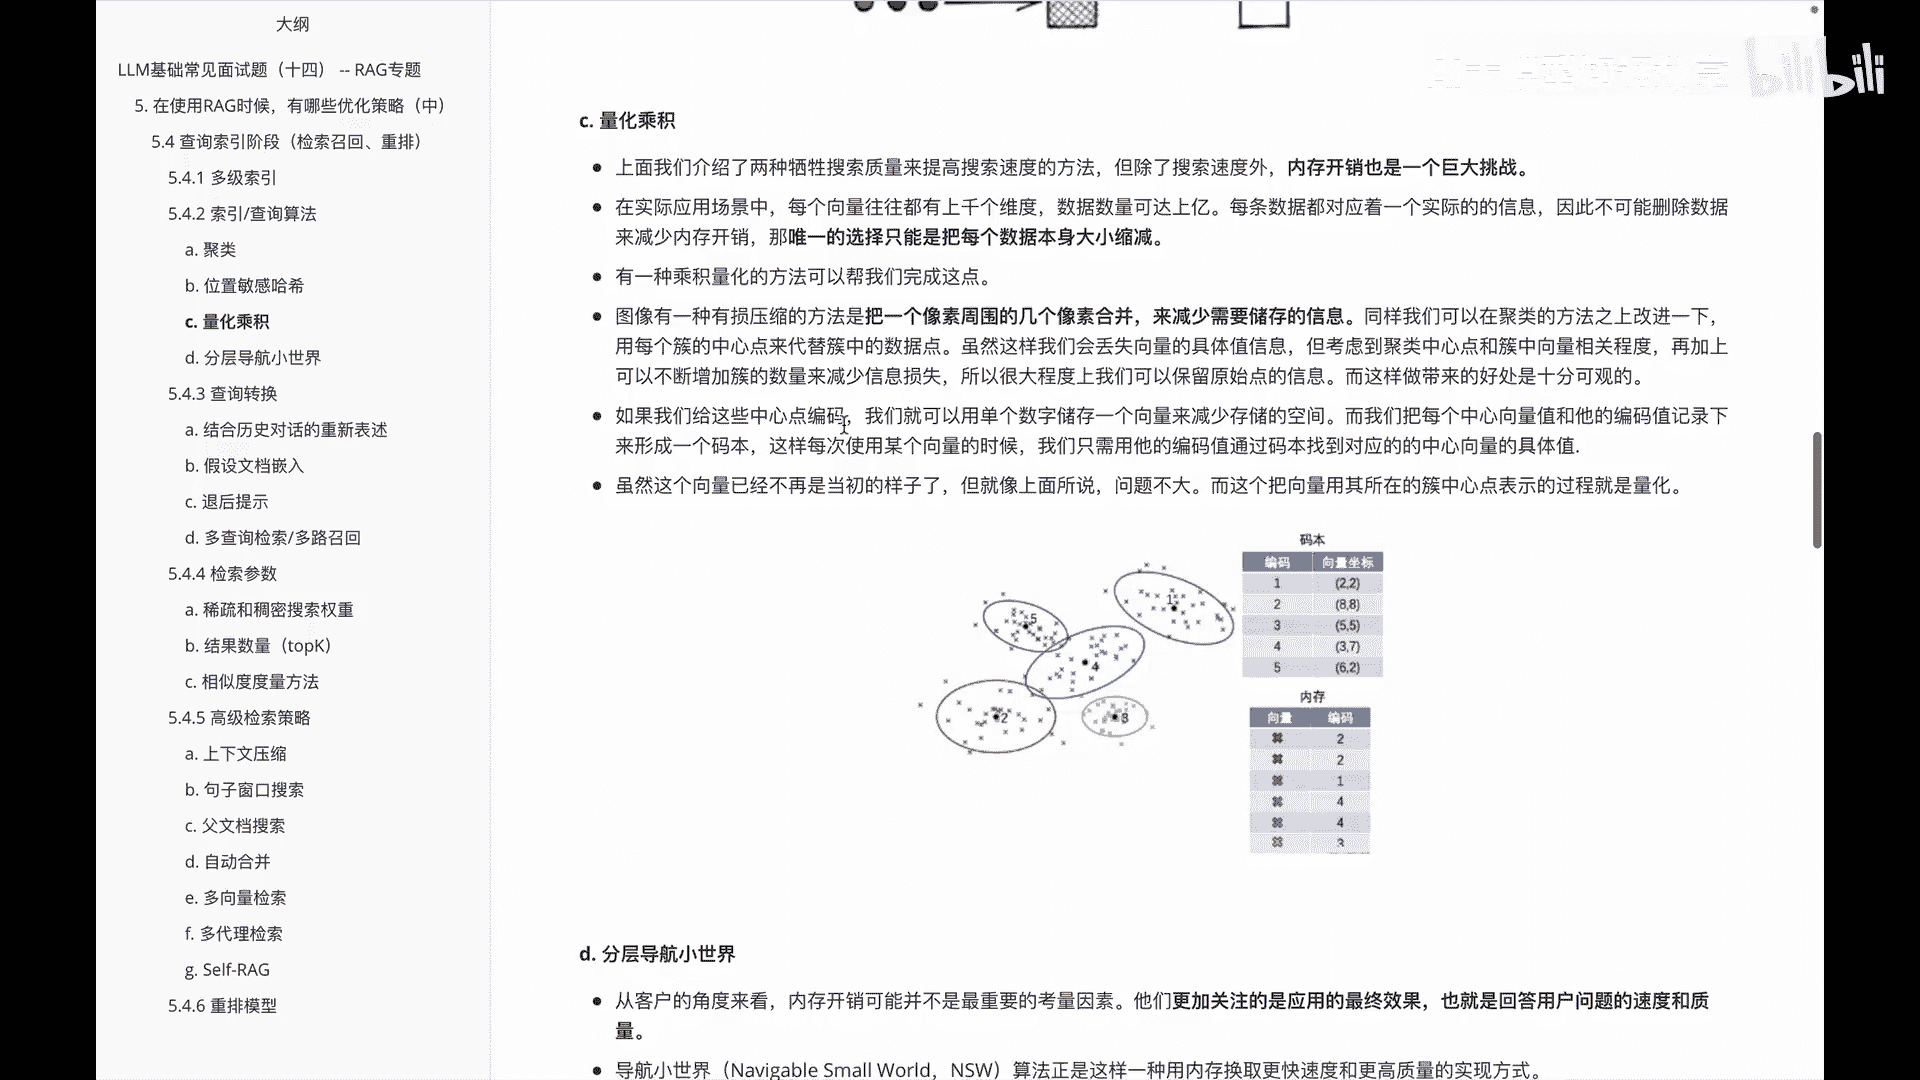 大纲
LLM基础常见面试题（十四） -- RAG专题
5. 在使用RAG时候，有哪些优化策略（中）
5.4 查询索引阶段（检索召回、重排）
5.4.1 多级索引
5.4.2 索引/查询算法
a. 聚类
b. 位置敏感哈希
c. 量化乘积
d. 分层导航小世界
5.4.3 查询转换
a. 结合历史对话的重新表述
b. 假设文档嵌入
c. 退后提示
d. 多查询检索/多路召回
5.4.4 检索参数
a. 稀疏和稠密搜索权重
b. 结果数量（topK）
c. 相似度度量方法
5.4.5 高级检索策略
a. 上下文压缩
b. 句子窗口搜索
c. 父文档搜索
d. 自动合并
e. 多向量检索
f. 多代理检索
g. Self-RAG
5.4.6 重排模型
bilibili
c. 量化乘积
上面我们介绍了两种牺牲搜索质量来提高搜索速度的方法，但除了搜索速度外，内存开销也是一个巨大挑战。
在实际应用场景中，每个向量往往都有上千个维度，数据数量可达上亿。每条数据都对应着一个实际的的信息，因此不可能删除数据
来减少内存开销，那唯一的选择只能是把每个数据本身大小缩减。
有一种乘积量化的方法可以帮我们完成这点。
图像有一种有损压缩的方法是把一个像素周围的几个像素合并，来减少需要储存的信息。同样我们可以在聚类的方法之上改进一下，
用每个簇的中心点来代替簇中的数据点。虽然这样我们会丢失向量的具体值信息，但考虑到聚类中心点和簇中向量相关程度，再加上
可以不断增加簇的数量来减少信息损失，所以很大程度上我们可以保留原始点的信息。而这样做带来的好处是十分可观的。
如果我们给这些中心点编码，我们就可以用单个数字储存一个向量来减少存储的空间。而我们把每个中心向量值和他的编码值记录下
来形成一个码本，这样每次使用某个向量的时候，我们只需用他的编码值通过码本找到对应的的中心向量的具体值.
虽然这个向量已经不再是当初的样子了，但就像上面所说，问题不大。而这个把向量用其所在的簇中心点表示的过程就是量化。
1
5
4
2
3
码本
编码 向量坐标
1 (2,2)
2 (8,8)
3 (5,5)
4 (3,7)
5 (6,2)
内存
向量 编码
2
2
1
4
4
3
d. 分层导航小世界
从客户的角度来看，内存开销可能并不是最重要的考量因素。他们更加关注的是应用的最终效果，也就是回答用户问题的速度和质
量。
导航小世界（Navigable Small World，NSW）算法正是这样一种用内存换取更快速度和更高质量的实现方式。